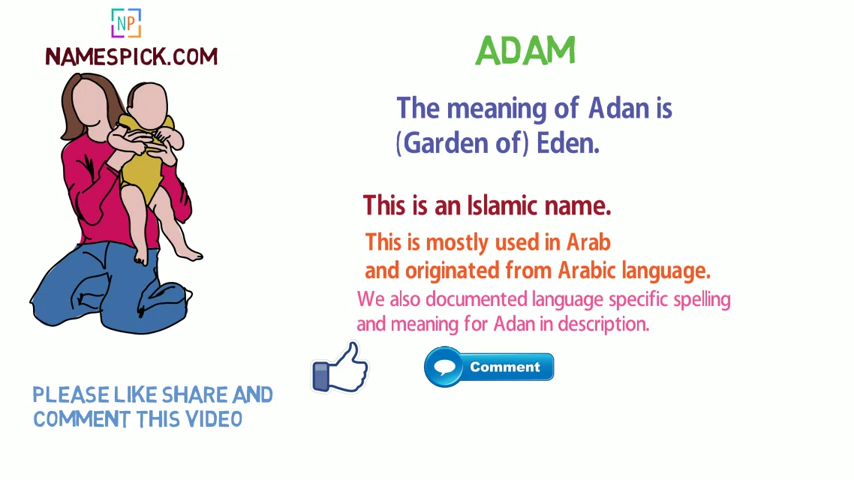 NP
NAMESPICK.COM
ADAM
The meaning of Adan is
(Garden of) Eden.
This is an Islamic name.
This is mostly used in Arab
and originated from Arabic language.
We also documented language specific spelling
and meaning for Adan in description.
Comment
PLEASE LIKE SHARE AND
COMMENT THIS VIDEO